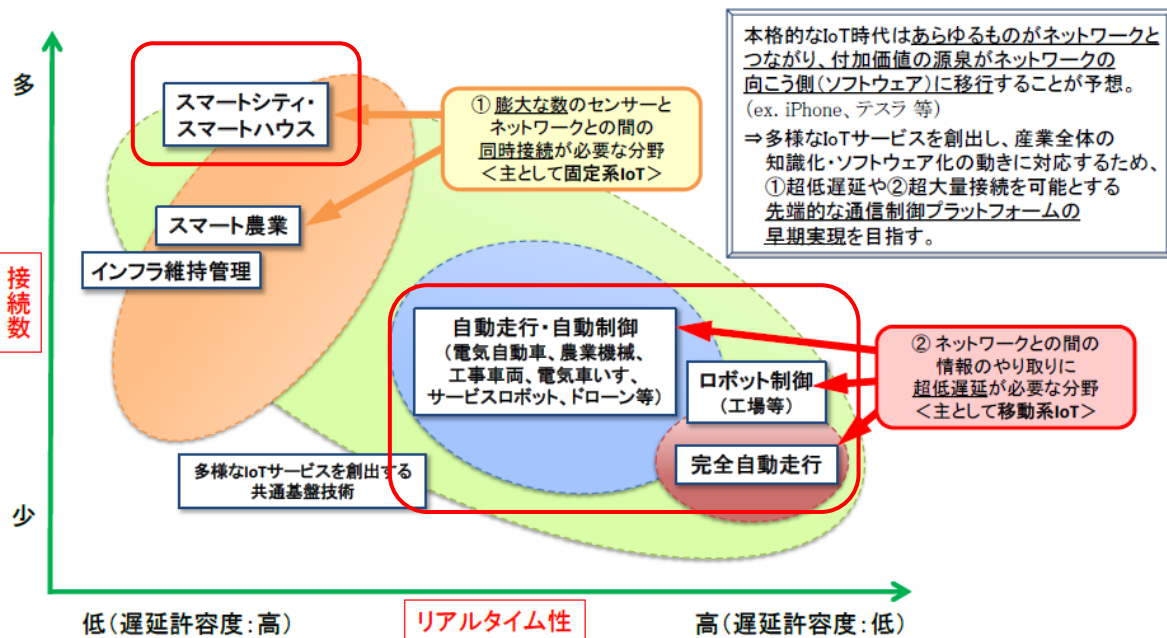 多
スマートシティ・
スマートハウス
① 膨大な数のセンサーと
ネットワークとの間の
同時接続が必要な分野
＜主として固定系IoT＞
本格的なIoT時代はあらゆるものがネットワークと
つながり、付加価値の源泉がネットワークの
向こう側（ソフトウェア）に移行することが予想。
（ex. iPhone、テスラ 等）
⇒多様なIoTサービスを創出し、産業全体の
知識化・ソフトウェア化の動きに対応するため、
①超低遅延や②超大量接続を可能とする
先端的な通信制御プラットフォームの
早期実現を目指す。
スマート農業
インフラ維持管理
接続数
自動走行・自動制御
（電気自動車、農業機械、
工事車両、電気車いす、
サービスロボット、ドローン等）
ロボット制御
（工場等）
② ネットワークとの間の
情報のやり取りに
超低遅延が必要な分野
＜主として移動系IoT＞
完全自動走行
多様なIoTサービスを創出する
共通基盤技術
少
低（遅延許容度：高）
リアルタイム性
高（遅延許容度：低）